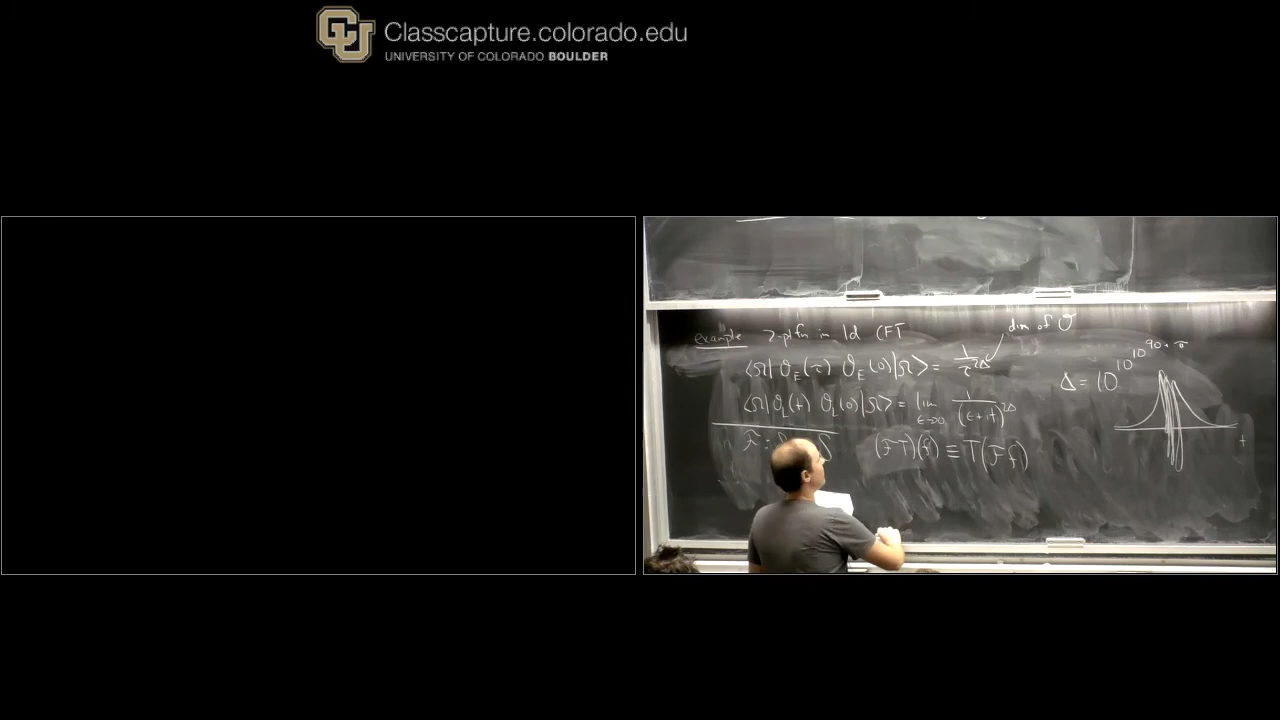 Classcapture.colorado.edu
UNIVERSITY OF COLORADO BOULDER
example 2-pt fn in 1d CFT
dim of O
⟨Ω| O_E(τ) O_E(0)|Ω⟩ = 1/τ^{2Δ}
Δ = 10^{10^{10^{90+π}}}
⟨Ω| O_L(t) O_L(0)|Ω⟩ = lim_{ε→0} 1/(ε+it)^{2Δ}
F : S
(FT)(f) ≡ T(Ff)
t